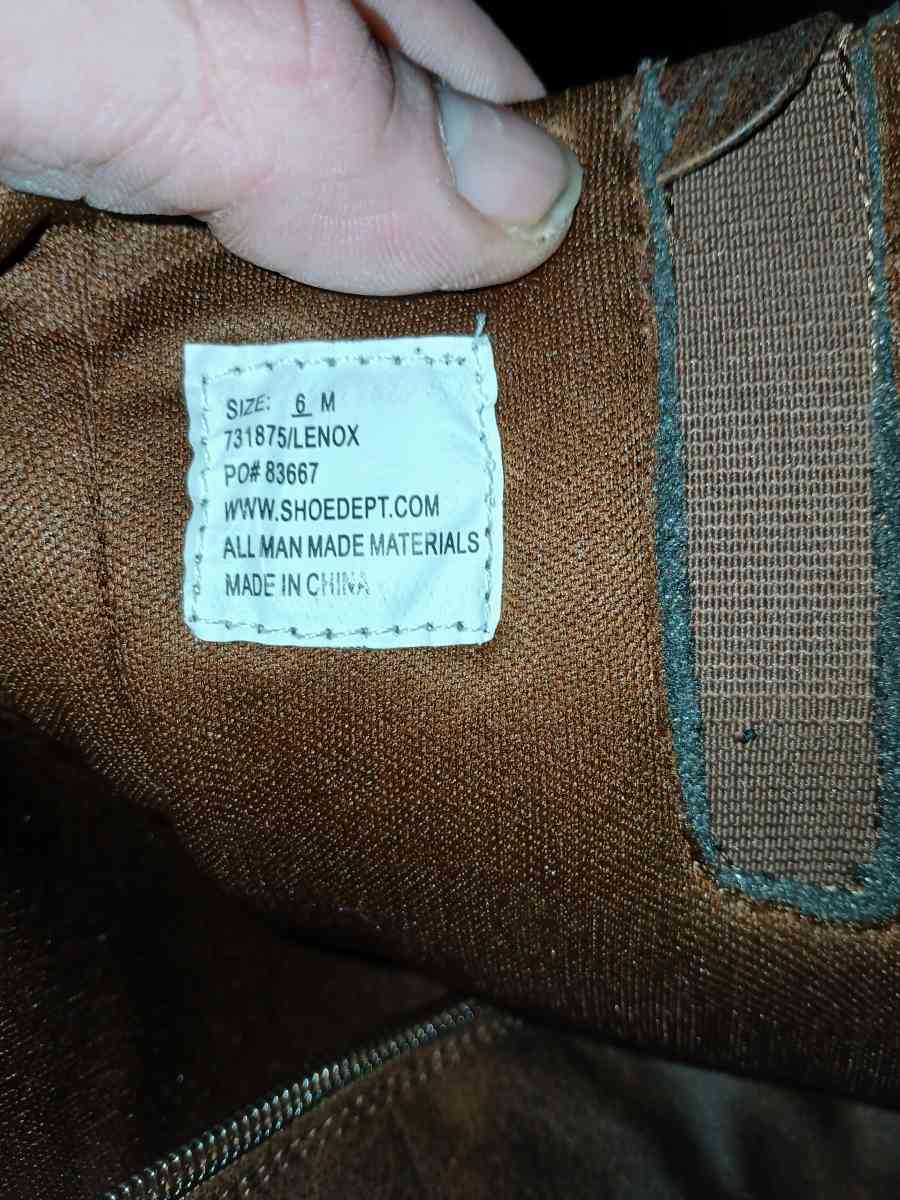 SIZE: 6 M
731875/LENOX
PO# 83667
WWW.SHOEDEPT.COM
ALL MAN MADE MATERIALS
MADE IN CHINA